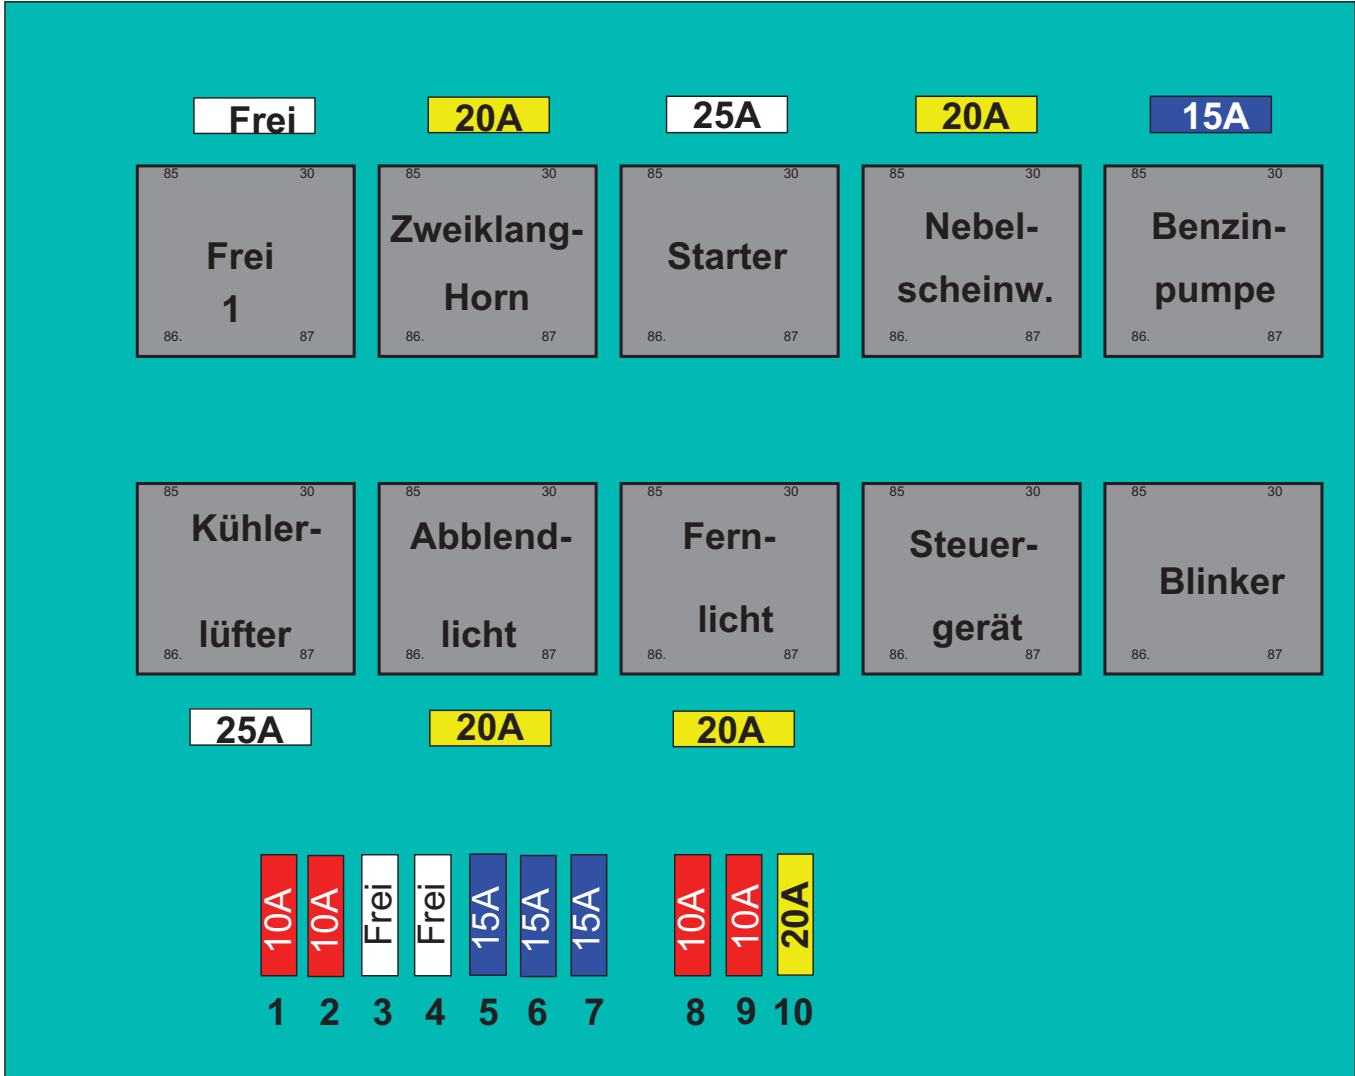 Frei 20A 25A 20A 15A
85 30 85 30 85 30 85 30 85 30
Frei
1
Zweiklang-
Horn
Starter
Nebel-
scheinw.
Benzin-
pumpe
86. 87 86. 87 86. 87 86. 87 86. 87
85 30 85 30 85 30 85 30 85 30
Kühler-
lüfter
Abblend-
licht
Fern-
licht
Steuer-
gerät
Blinker
86. 87 86. 87 86. 87 86. 87 86. 87
25A 20A 20A
10A 10A Frei Frei 15A 15A 15A 10A 10A 20A
1 2 3 4 5 6 7 8 9 10